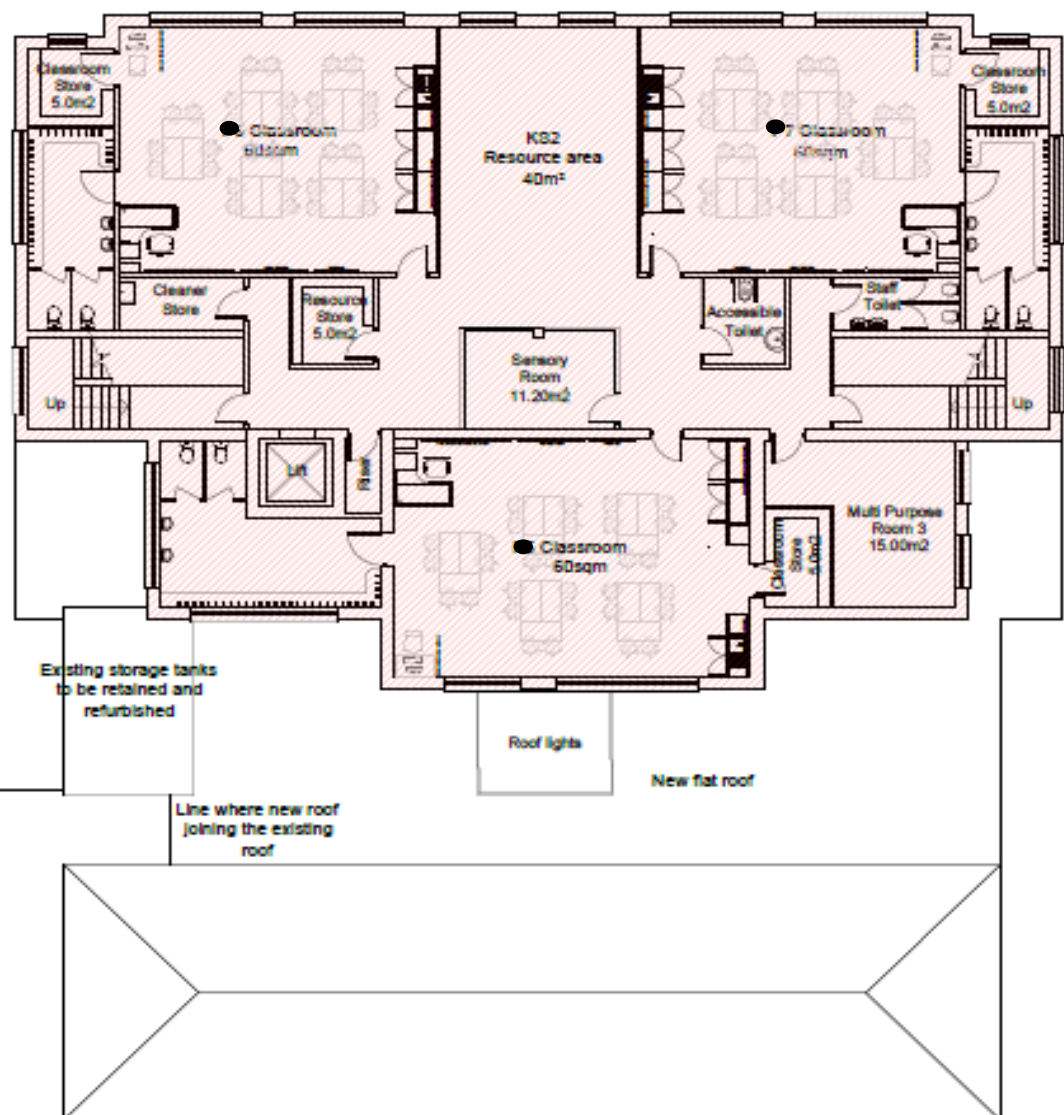 Classroom
Store
5.0m2
Classroom
60sqm
KS2
Resource area
40m²
7 Classroom
60sqm
Classroom
Store
5.0m2
Cleaner
Store
Resource
Store
5.0m2
Sensory
Room
11.20m2
Accessible
Toilet
Staff
Toilet
Up
Up
Lift
Riser
Classroom
60sqm
Classroom
Store
5.0m2
Multi Purpose
Room 3
15.00m2
Existing storage tanks
to be retained and
refurbished
Roof lights
New flat roof
Line where new roof
joining the existing
roof